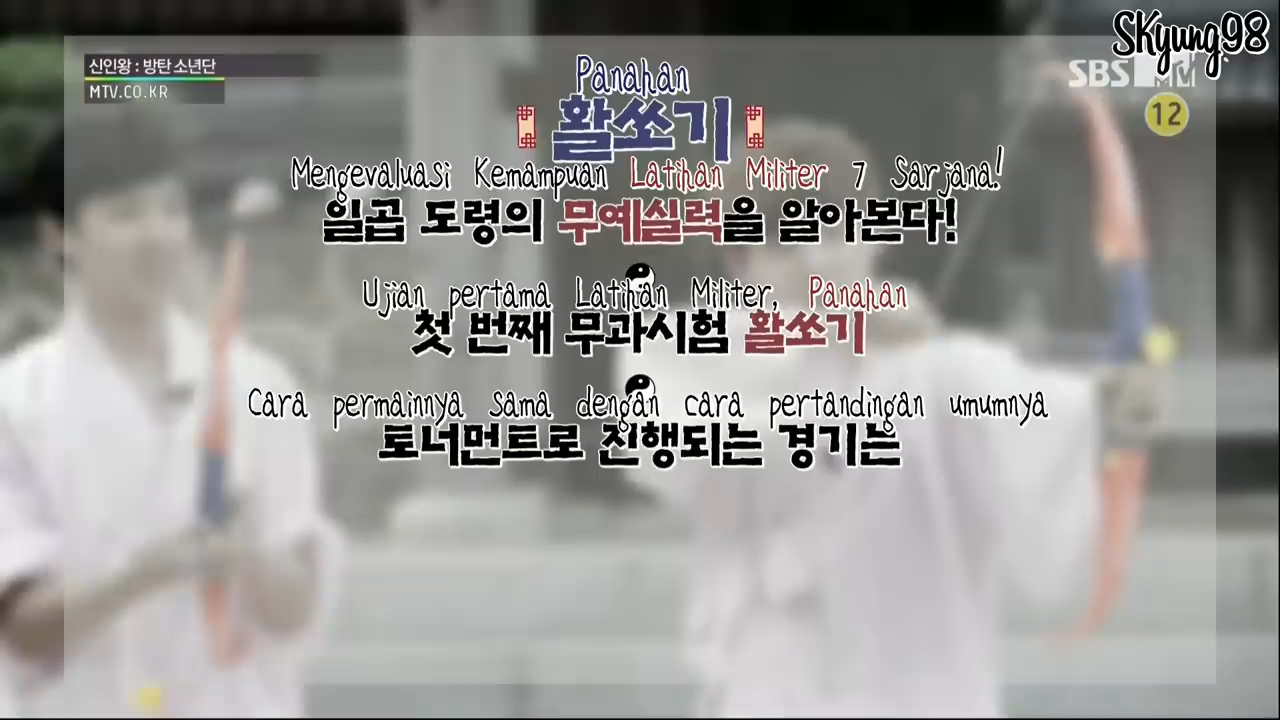 SKyung98
신인왕 : 방탄소년단
MTV.CO.KR
SBS MTV
12
Panahan
활쏘기
Mengevaluasi Kemampuan Latihan Militer 7 Sarjana!
일곱 도령의 무예실력을 알아본다!
Ujian pertama Latihan Militer, Panahan
첫 번째 무과시험 활쏘기
Cara permainnya sama dengan cara pertandingan umumnya
토너먼트로 진행되는 경기는